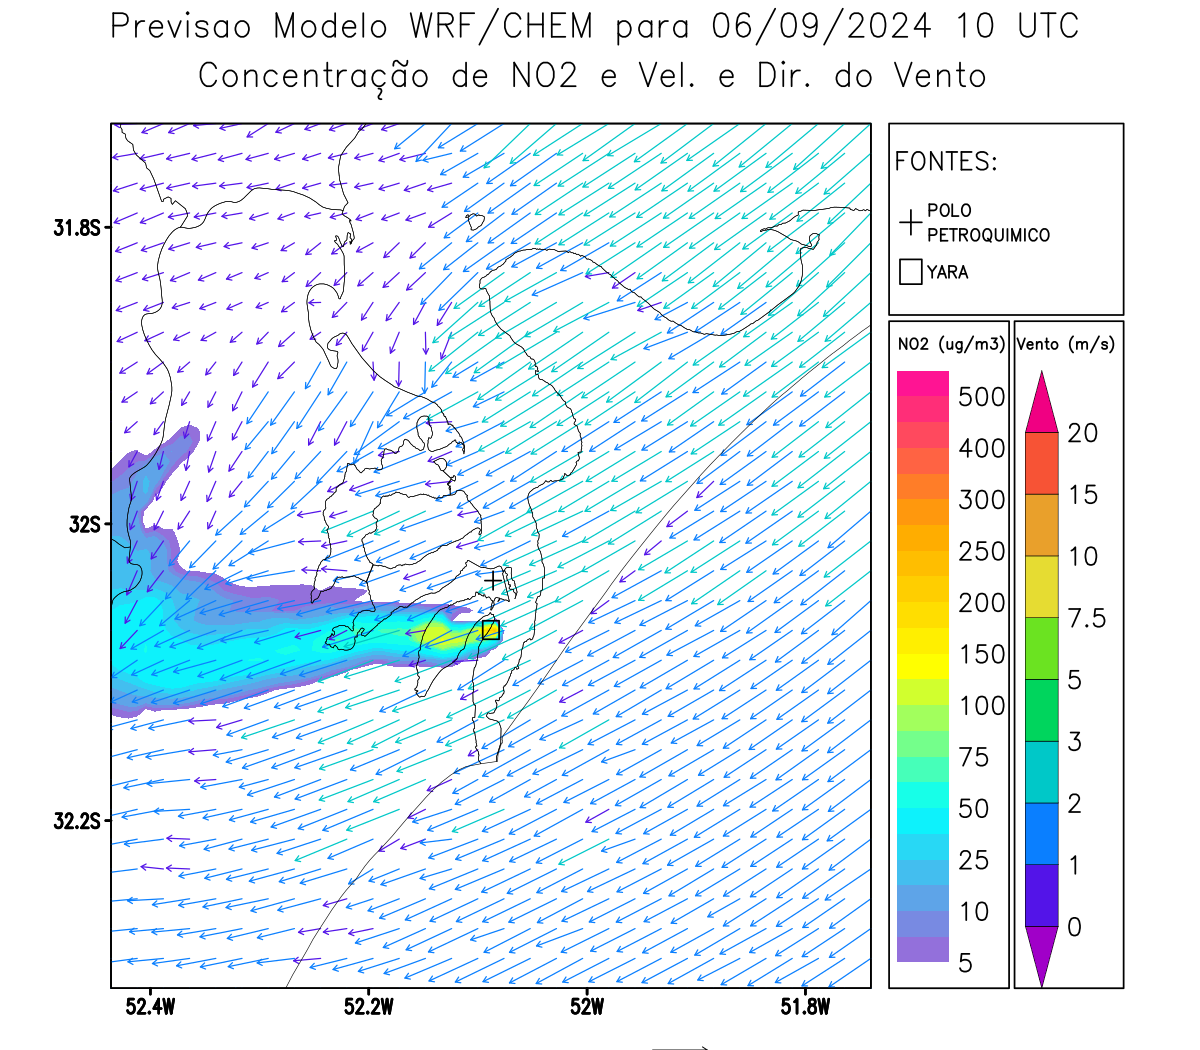 Previsao Modelo WRF/CHEM para 06/09/2024 10 UTC
Concentração de NO2 e Vel. e Dir. do Vento
FONTES:
POLO
PETROQUIMICO
YARA
31.8S
32S
32.2S
52.4W
52.2W
52W
51.8W
NO2 (ug/m3)
500
400
300
250
200
150
100
75
50
25
10
5
Vento (m/s)
20
15
10
7.5
5
3
2
1
0